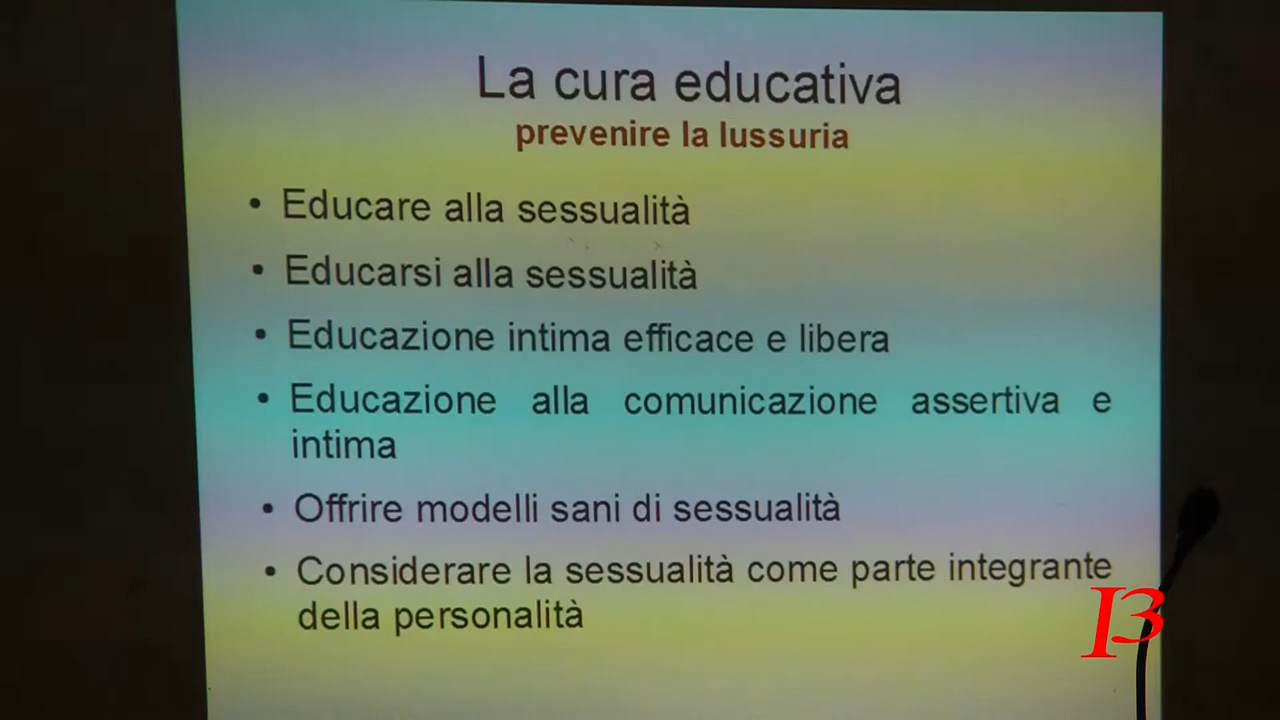 La cura educativa
prevenire la lussuria
• Educare alla sessualità
• Educarsi alla sessualità
• Educazione intima efficace e libera
• Educazione alla comunicazione assertiva e
intima
• Offrire modelli sani di sessualità
• Considerare la sessualità come parte integrante
della personalità
13